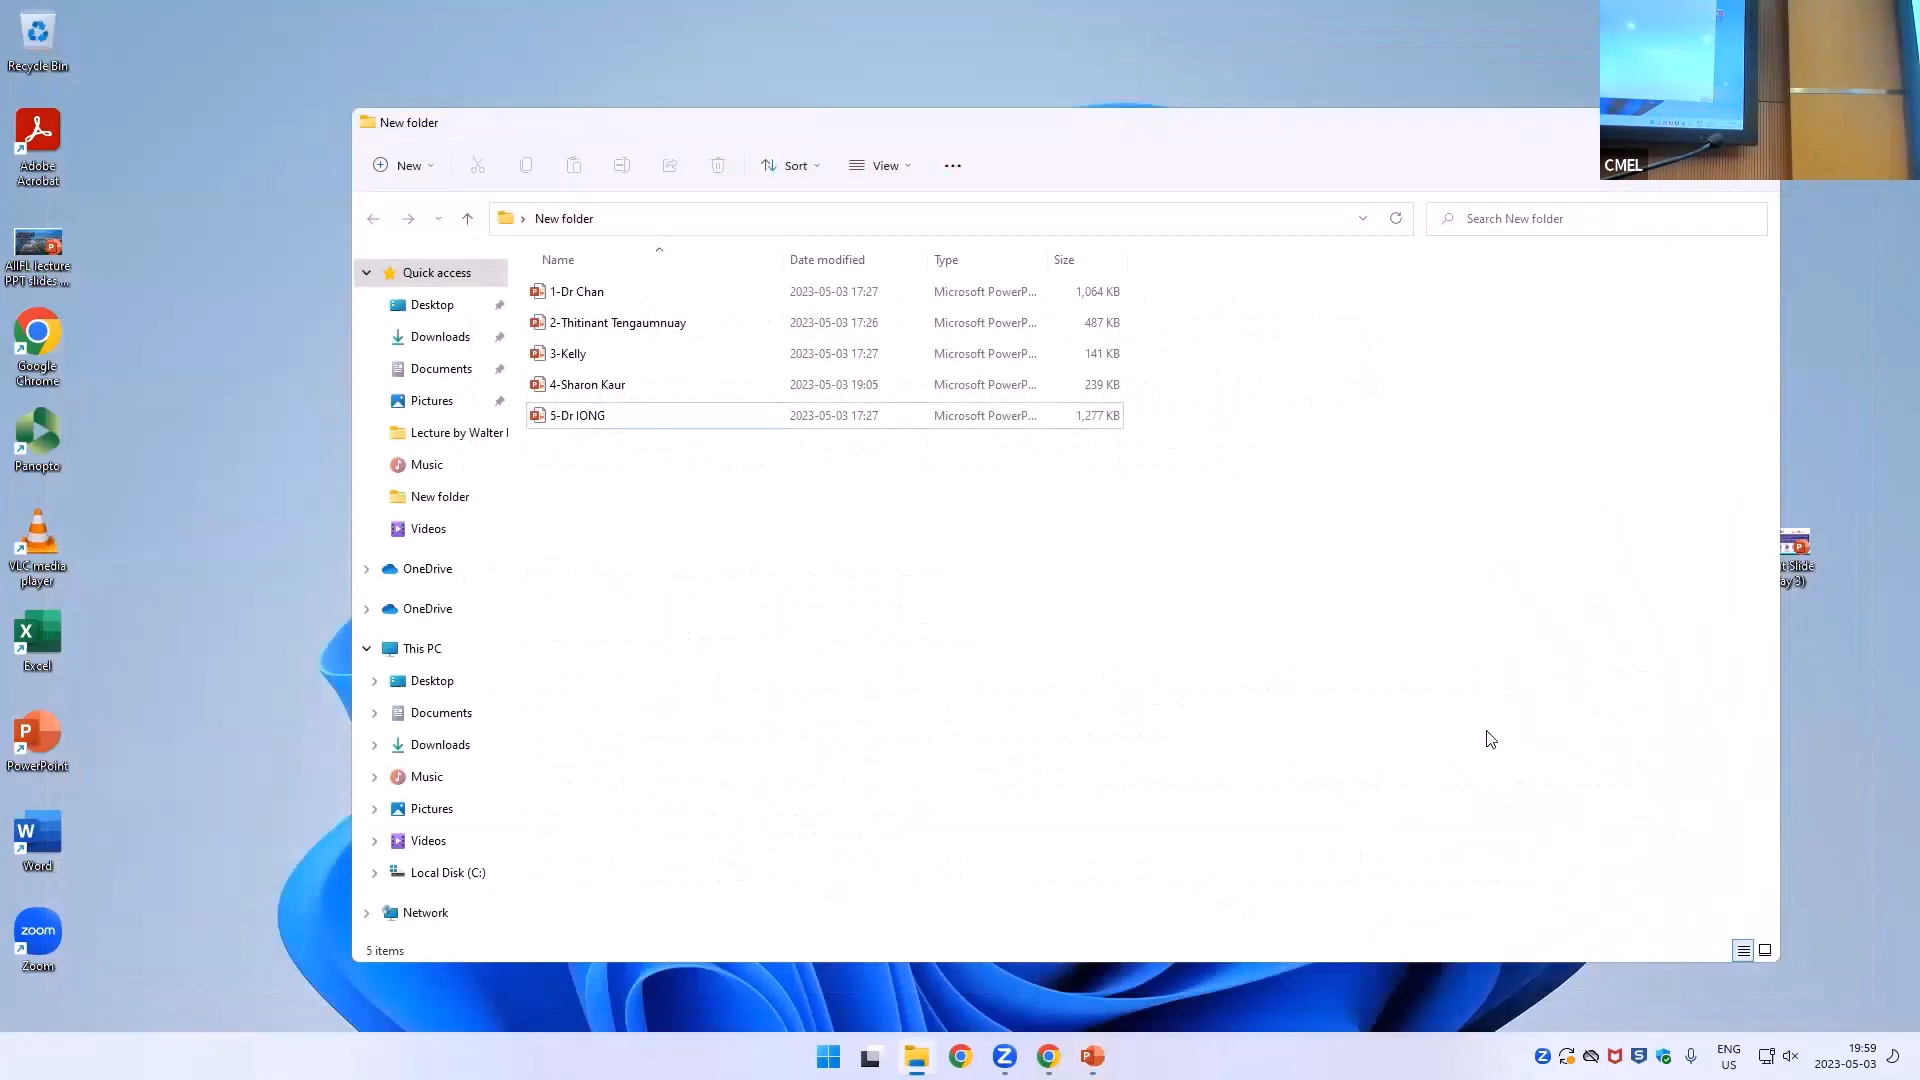 Recycle Bin
Adobe
Acrobat
AIIFL lecture
PPT slides ...
Google
Chrome
Panopto
VLC media
player
Excel
PowerPoint
Word
zoom
Zoom
New folder
New
Sort
View
New folder
Search New folder
Name
Date modified
Type
Size
1-Dr Chan 2023-05-03 17:27 Microsoft PowerP... 1,064 KB
2-Thitinant Tengaumnuay 2023-05-03 17:26 Microsoft PowerP... 487 KB
3-Kelly 2023-05-03 17:27 Microsoft PowerP... 141 KB
4-Sharon Kaur 2023-05-03 19:05 Microsoft PowerP... 239 KB
5-Dr IONG 2023-05-03 17:27 Microsoft PowerP... 1,277 KB
Quick access
Desktop
Downloads
Documents
Pictures
Lecture by Walter
Music
New folder
Videos
OneDrive
OneDrive
This PC
Desktop
Documents
Downloads
Music
Pictures
Videos
Local Disk (C:)
Network
5 items
CMEL
Slide
ENG
US
19:59
2023-05-03